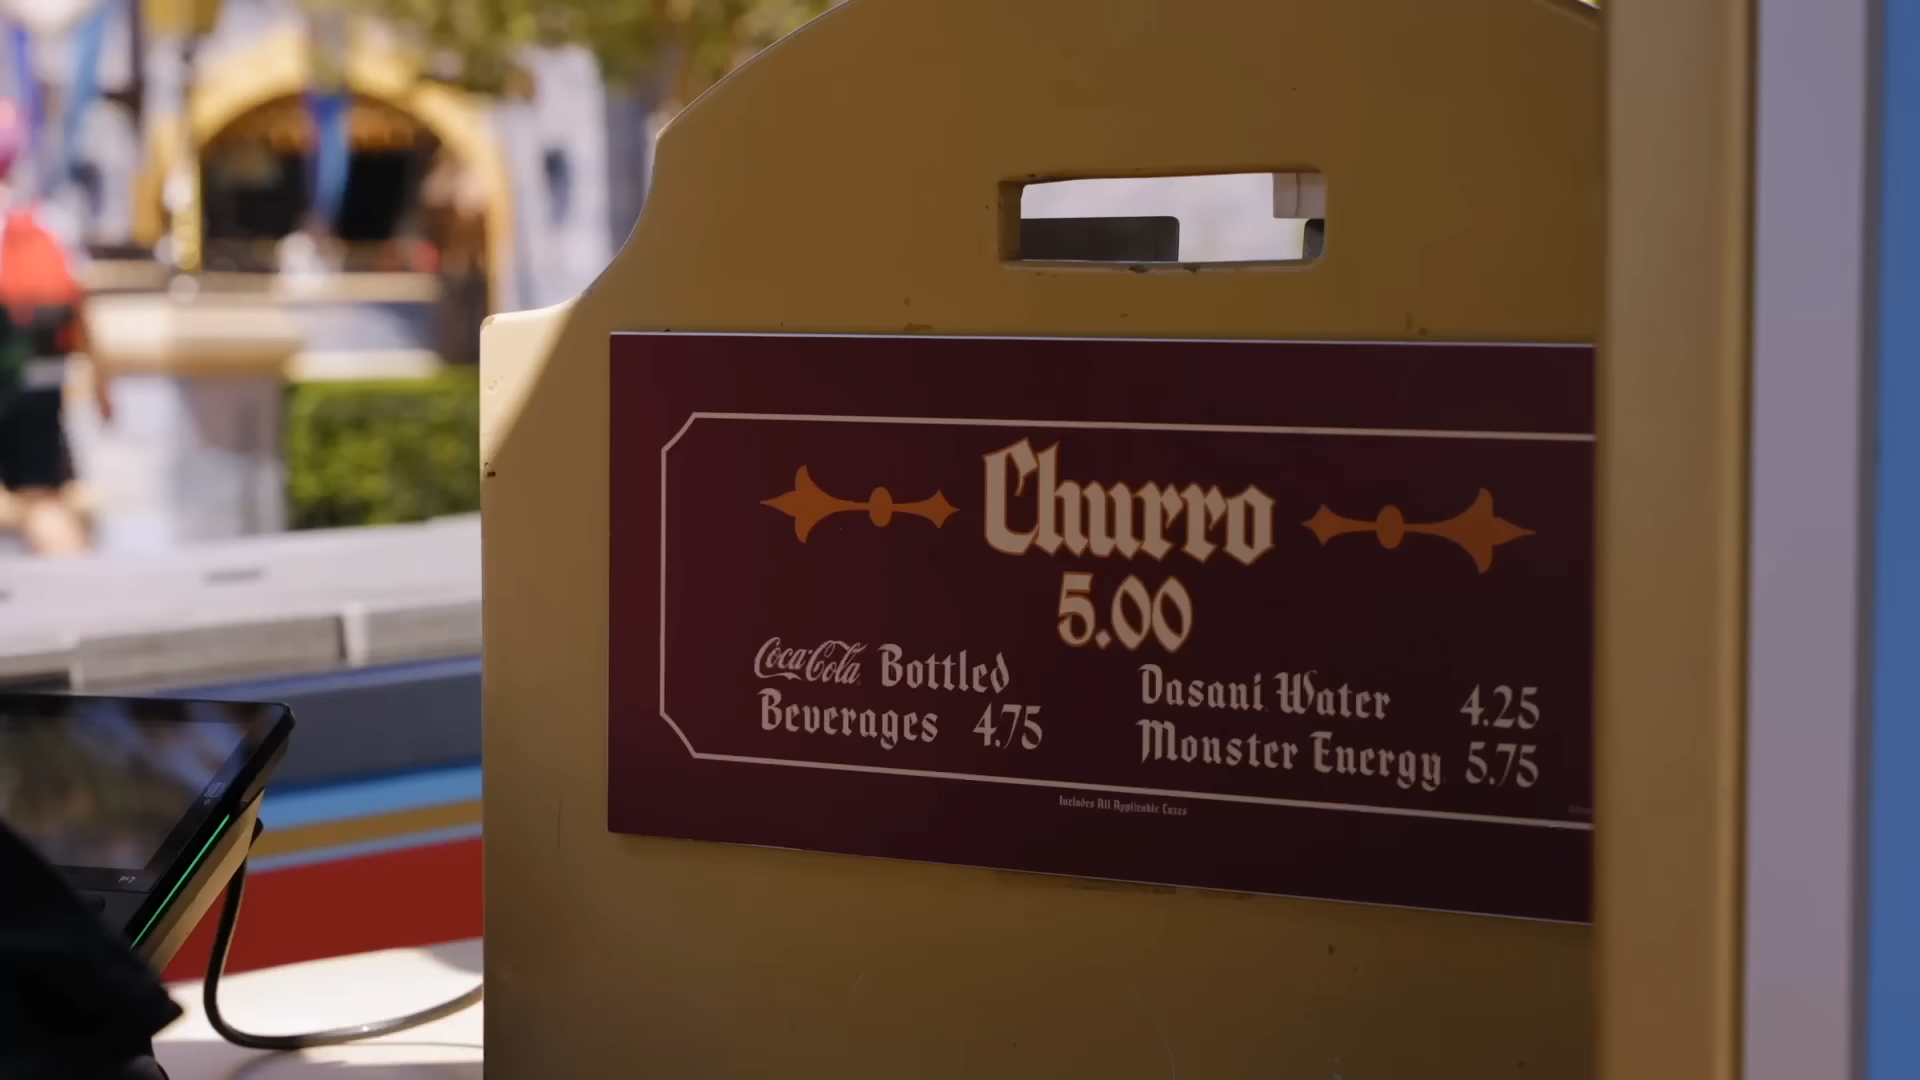 Churro
5.00
Coca-Cola Bottled
Beverages 4.75
Dasani Water 4.25
Monster Energy 5.75
Includes All Applicable Taxes